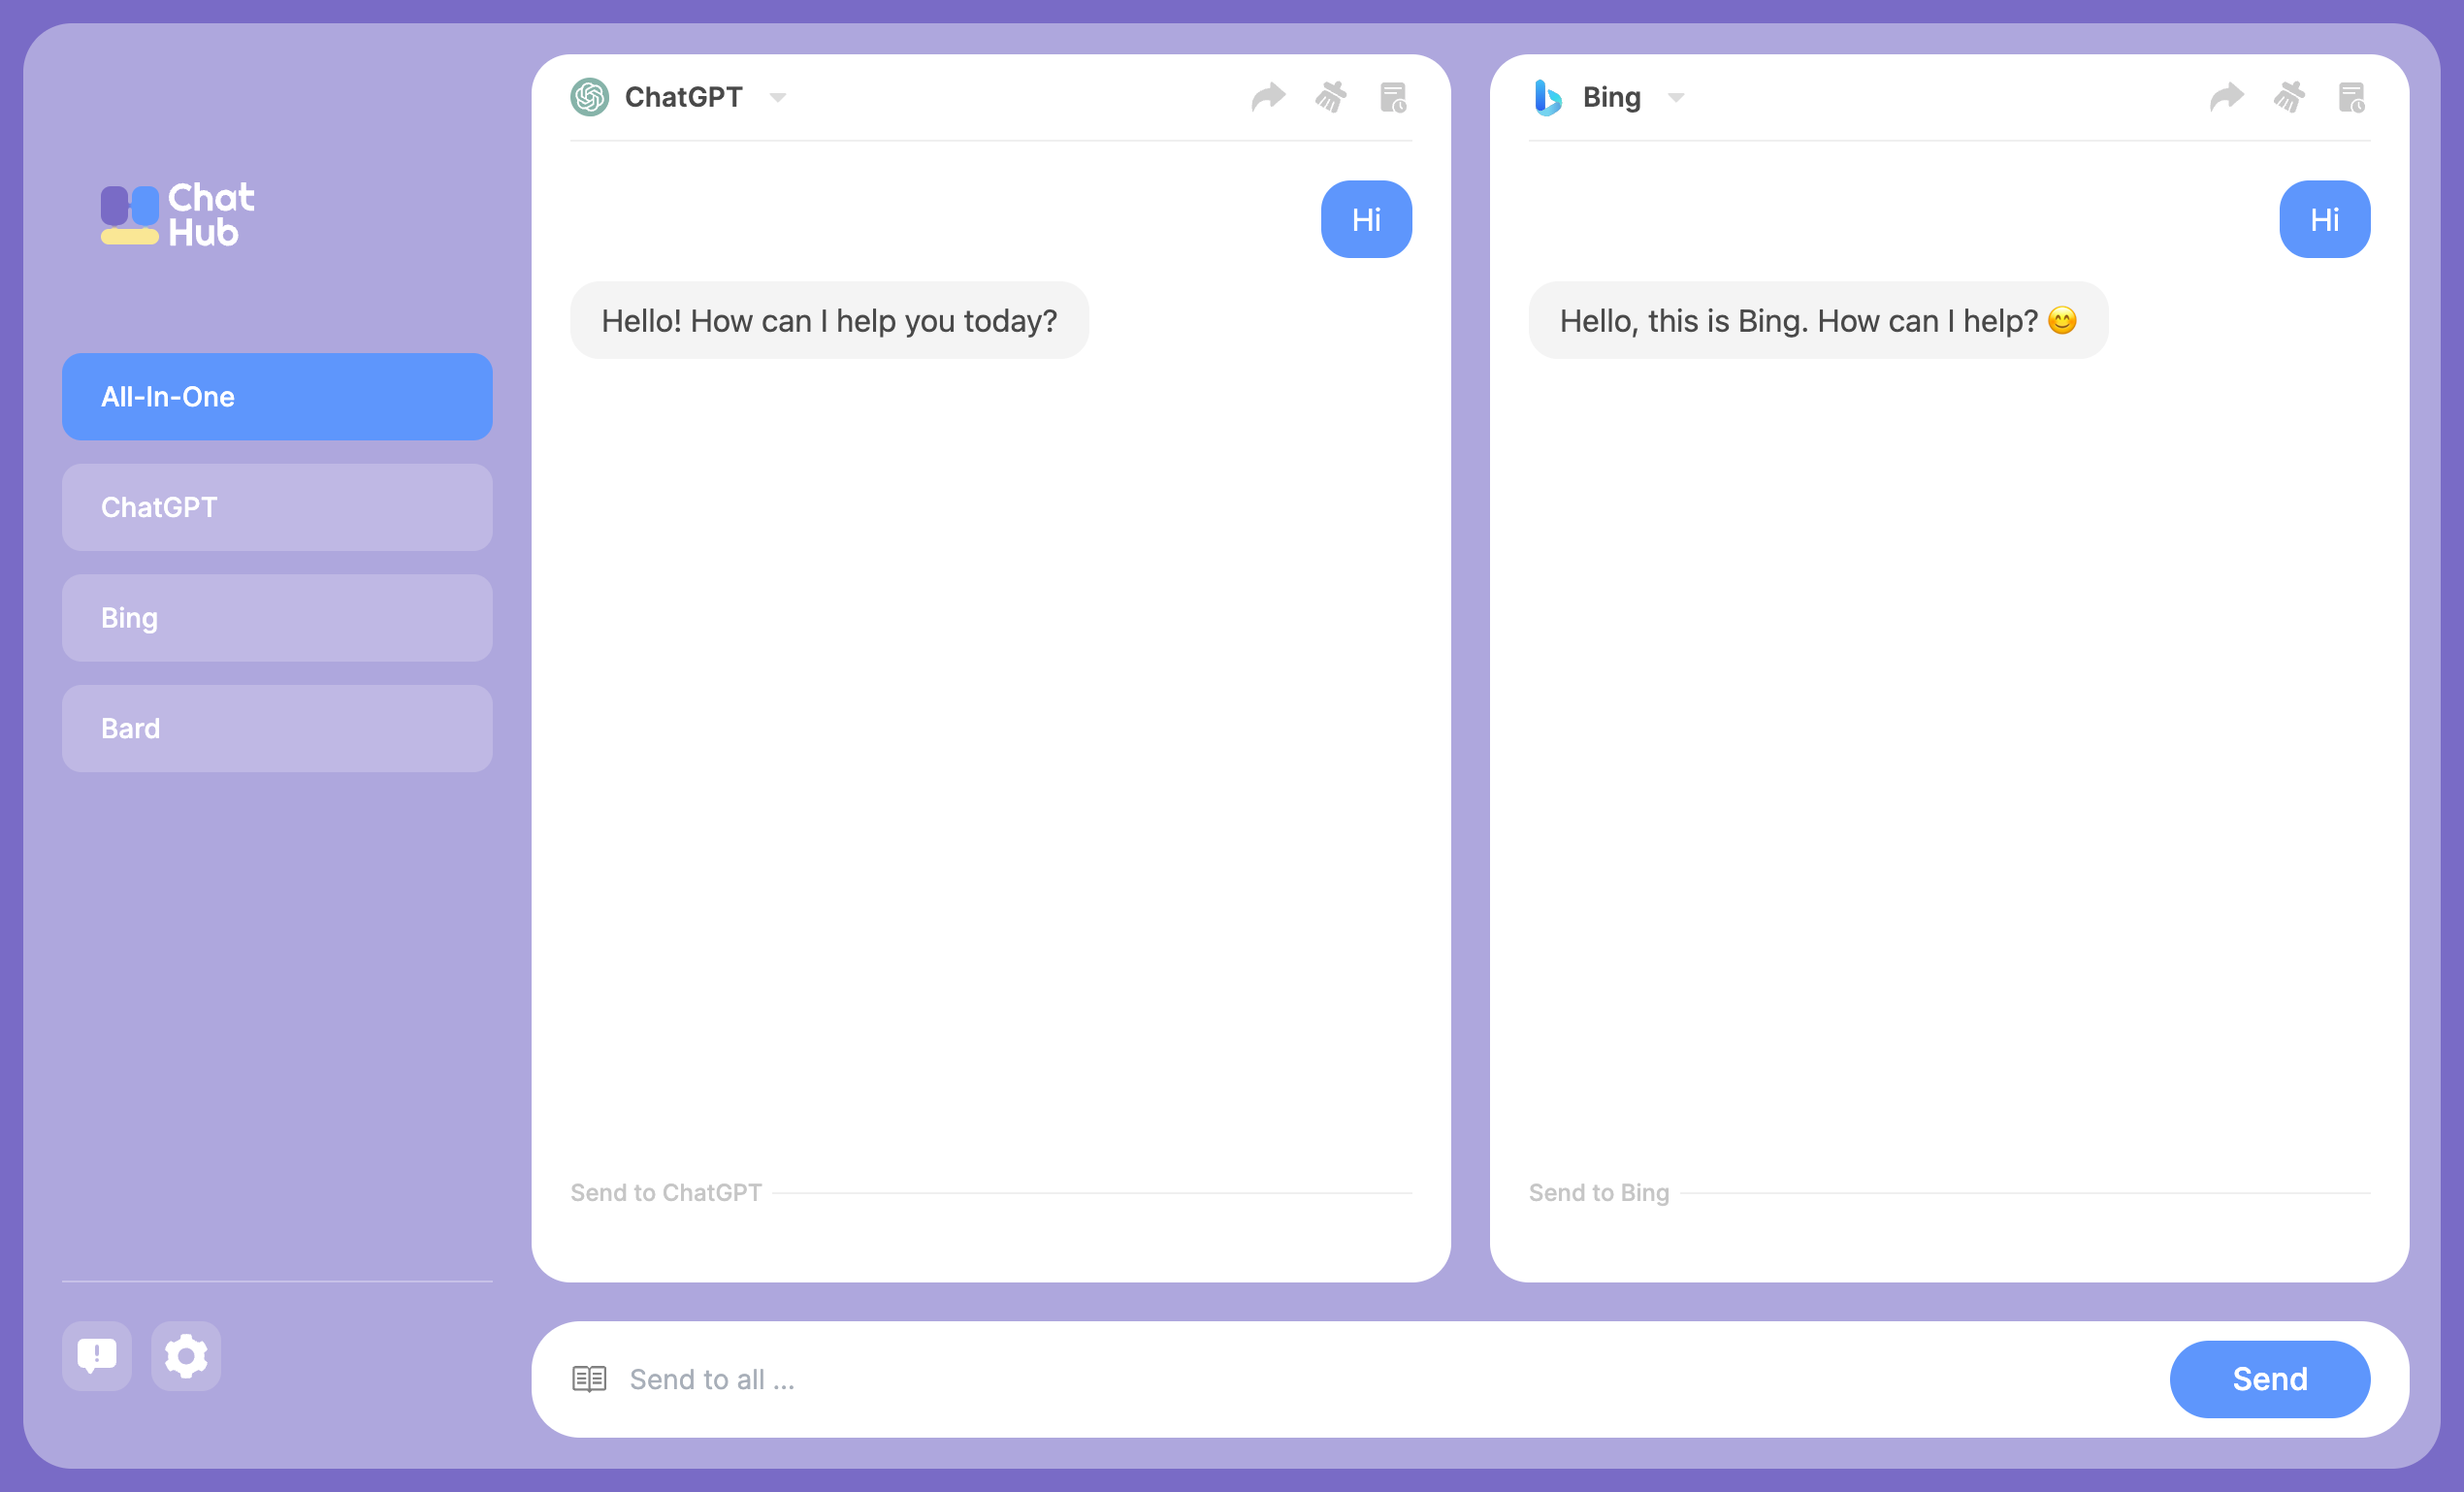 Chat
Hub
All-In-One
ChatGPT
Bing
Bard
ChatGPT
Hi
Hello! How can I help you today?
Send to ChatGPT
Bing
Hi
Hello, this is Bing. How can I help? 😊
Send to Bing
Send to all ...
Send